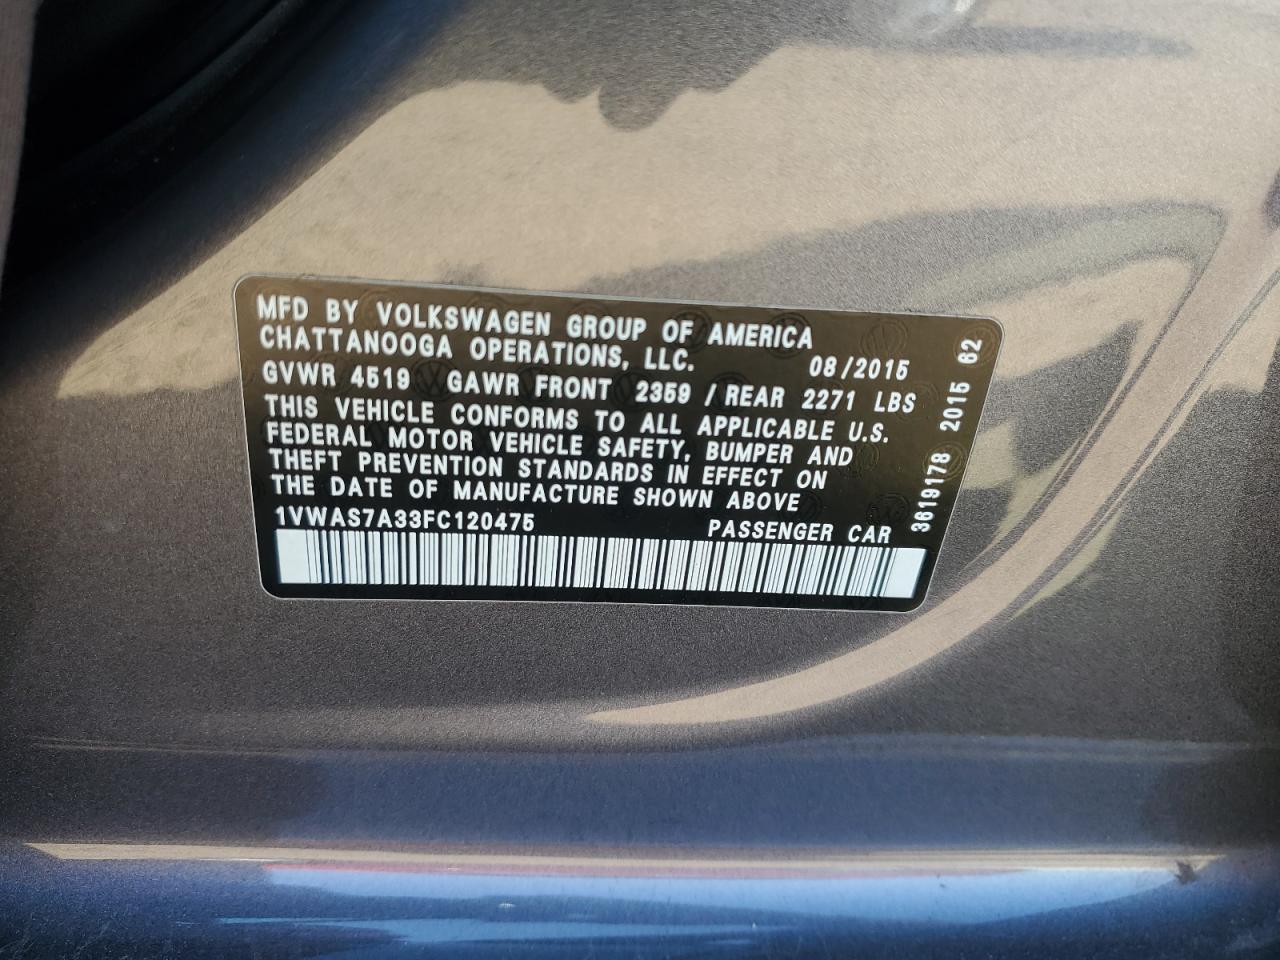 MFD BY VOLKSWAGEN GROUP OF AMERICA
CHATTANOOGA OPERATIONS, LLC. 08/2015
GVWR 4519 GAWR FRONT 2359 / REAR 2271 LBS
THIS VEHICLE CONFORMS TO ALL APPLICABLE U.S.
FEDERAL MOTOR VEHICLE SAFETY, BUMPER AND
THEFT PREVENTION STANDARDS IN EFFECT ON
THE DATE OF MANUFACTURE SHOWN ABOVE
1VWAS7A33FC120475 PASSENGER CAR
3619178 2015 62